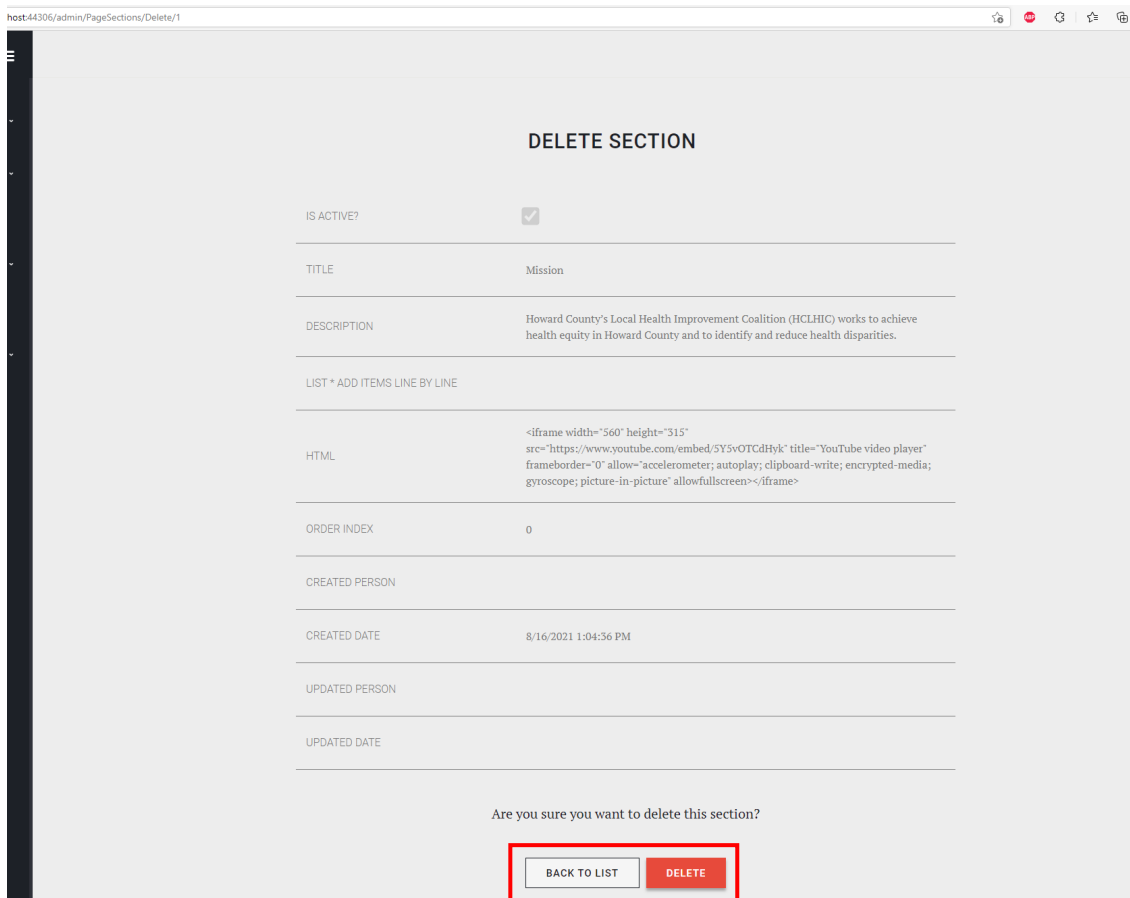 host:44306/admin/PageSections/Delete/1
ABP
DELETE SECTION
IS ACTIVE?
TITLE
Mission
DESCRIPTION
Howard County's Local Health Improvement Coalition (HCLHIC) works to achieve
health equity in Howard County and to identify and reduce health disparities.
LIST * ADD ITEMS LINE BY LINE
HTML
<iframe width="560" height="315"
src="https://www.youtube.com/embed/5Y5vOTCdHyk" title="YouTube video player"
frameborder="0" allow="accelerometer; autoplay; clipboard-write; encrypted-media;
gyroscope; picture-in-picture" allowfullscreen></iframe>
ORDER INDEX
0
CREATED PERSON
CREATED DATE
8/16/2021 1:04:36 PM
UPDATED PERSON
UPDATED DATE
Are you sure you want to delete this section?
BACK TO LIST
DELETE